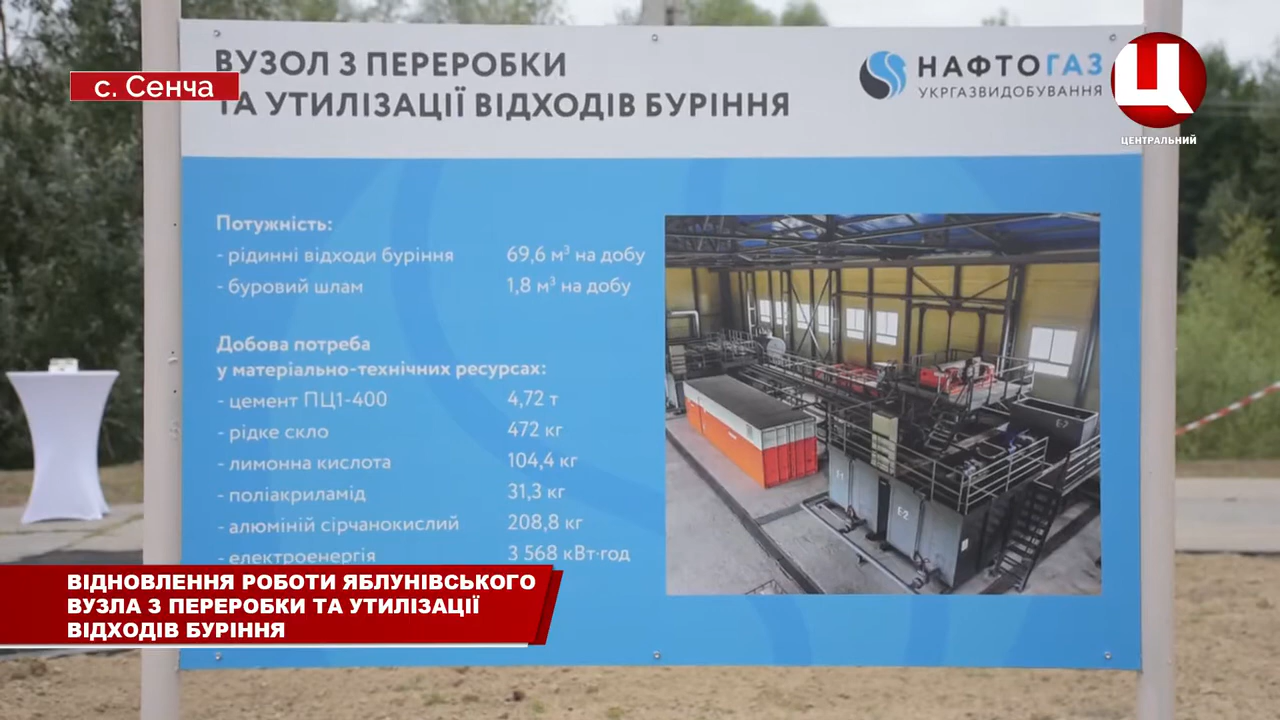 ВУЗОЛ З ПЕРЕРОБКИ
ТА УТИЛІЗАЦІЇ ВІДХОДІВ БУРІННЯ
НАФТОГАЗ
УКРГАЗВИДОБУВАННЯ
с. Сенча
Ц
ЦЕНТРАЛЬНИЙ
Потужність:
- рідинні відходи буріння 69,6 м³ на добу
- буровий шлам 1,8 м³ на добу
Добова потреба
у матеріально-технічних ресурсах:
- цемент ПЦ1-400 4,72 т
- рідке скло 472 кг
- лимонна кислота 104,4 кг
- поліакриламід 31,3 кг
- алюміній сірчанокислий 208,8 кг
- електроенергія 3 568 кВт·год
E-1
E-2
E-7
ВІДНОВЛЕННЯ РОБОТИ ЯБЛУНІВСЬКОГО
ВУЗЛА З ПЕРЕРОБКИ ТА УТИЛІЗАЦІЇ
ВІДХОДІВ БУРІННЯ